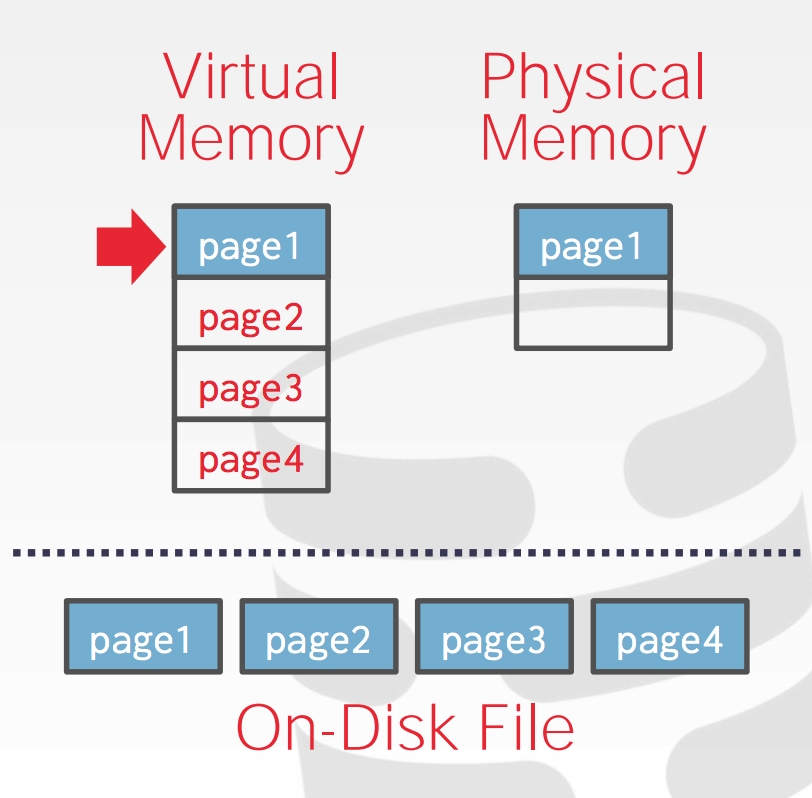 Virtual
Memory
Physical
Memory
page1
page2
page3
page4
page1
page1
page2
page3
page4
On-Disk File